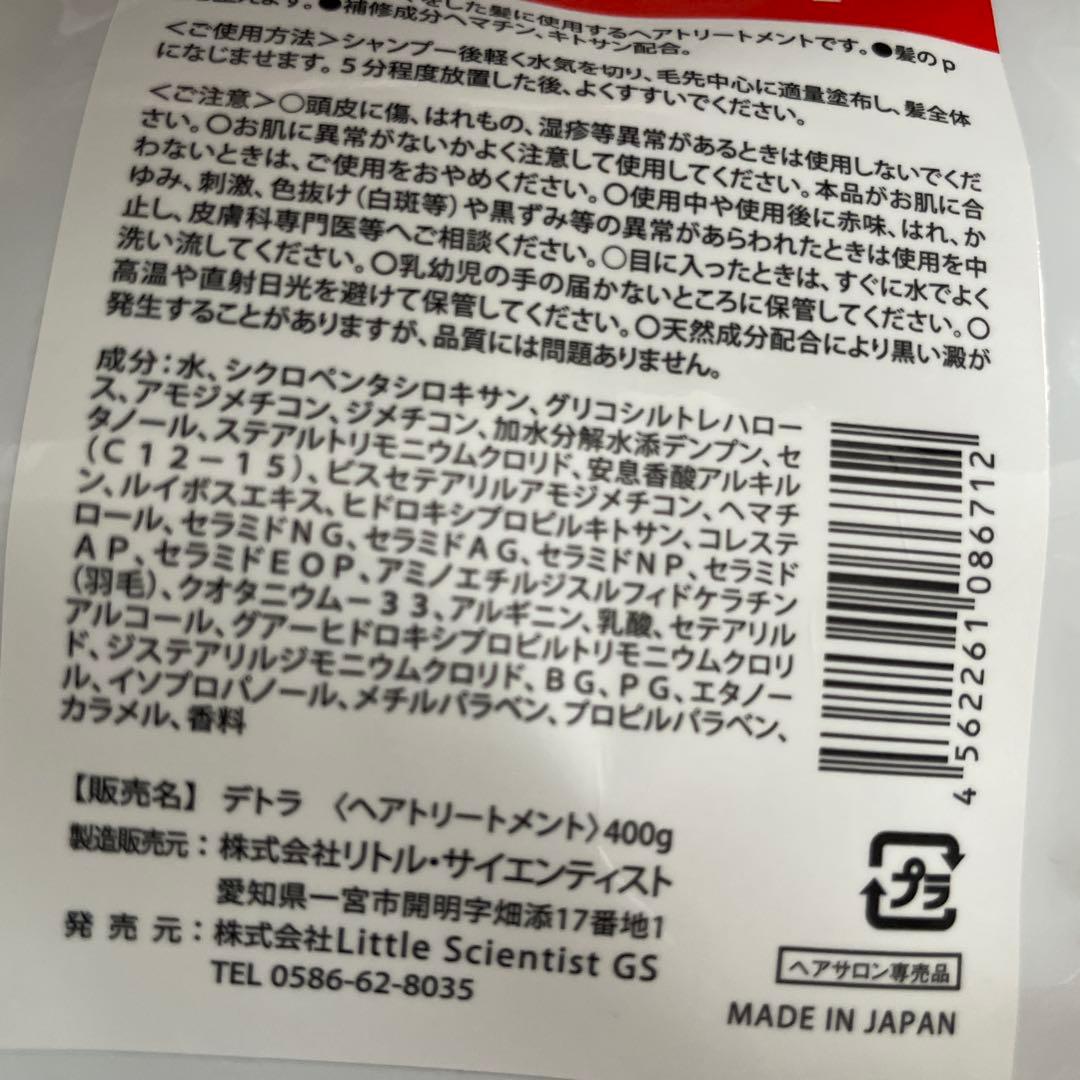 をした髪に使用するヘアトリートメントです。●髪のp
えます。●補修成分ヘマチン、キトサン配合。
＜ご使用方法＞シャンプー後軽く水気を切り、毛先中心に適量塗布し、髪全体
になじませます。5分程度放置した後、よくすすいでください。
＜ご注意＞○頭皮に傷、はれもの、湿疹等異常があるときは使用しないでくだ
さい。○お肌に異常がないかよく注意して使用してください。本品がお肌に合
わないときは、ご使用をおやめください。○使用中や使用後に赤味、はれ、か
ゆみ、刺激、色抜け(白斑等)や黒ずみ等の異常があらわれたときは使用を中
止し、皮膚科専門医等へご相談ください。○目に入ったときは、すぐに水でよく
洗い流してください。○乳幼児の手の届かないところに保管してください。○
高温や直射日光を避けて保管してください。○天然成分配合により黒い澱が
発生することがありますが、品質には問題ありません。
成分：水、シクロペンタシロキサン、グリコシルトレハロー
ス、アモジメチコン、ジメチコン、加水分解水添デンプン、セ
タノール、ステアルトリモニウムクロリド、安息香酸アルキル
(C12−15)、ビスセテアリルアモジメチコン、ヘマチ
ン、ルイボスエキス、ヒドロキシプロピルキトサン、コレステ
ロール、セラミドNG、セラミドAG、セラミドNP、セラミド
AP、セラミドEOP、アミノエチルジスルフィドケラチン
(羽毛)、クオタニウム−33、アルギニン、乳酸、セテアリル
アルコール、グアーヒドロキシプロピルトリモニウムクロリ
ド、ジステアリルジモニウムクロリド、BG、PG、エタノー
ル、イソプロパノール、メチルパラベン、プロピルパラベン、
カラメル、香料
4 562261 086712
【販売名】 デトラ 〈ヘアトリートメント〉400g
製造販売元：株式会社リトル・サイエンティスト
愛知県一宮市開明字畑添17番地1
発売元：株式会社Little Scientist GS
TEL 0586-62-8035
プラ
ヘアサロン専売品
MADE IN JAPAN